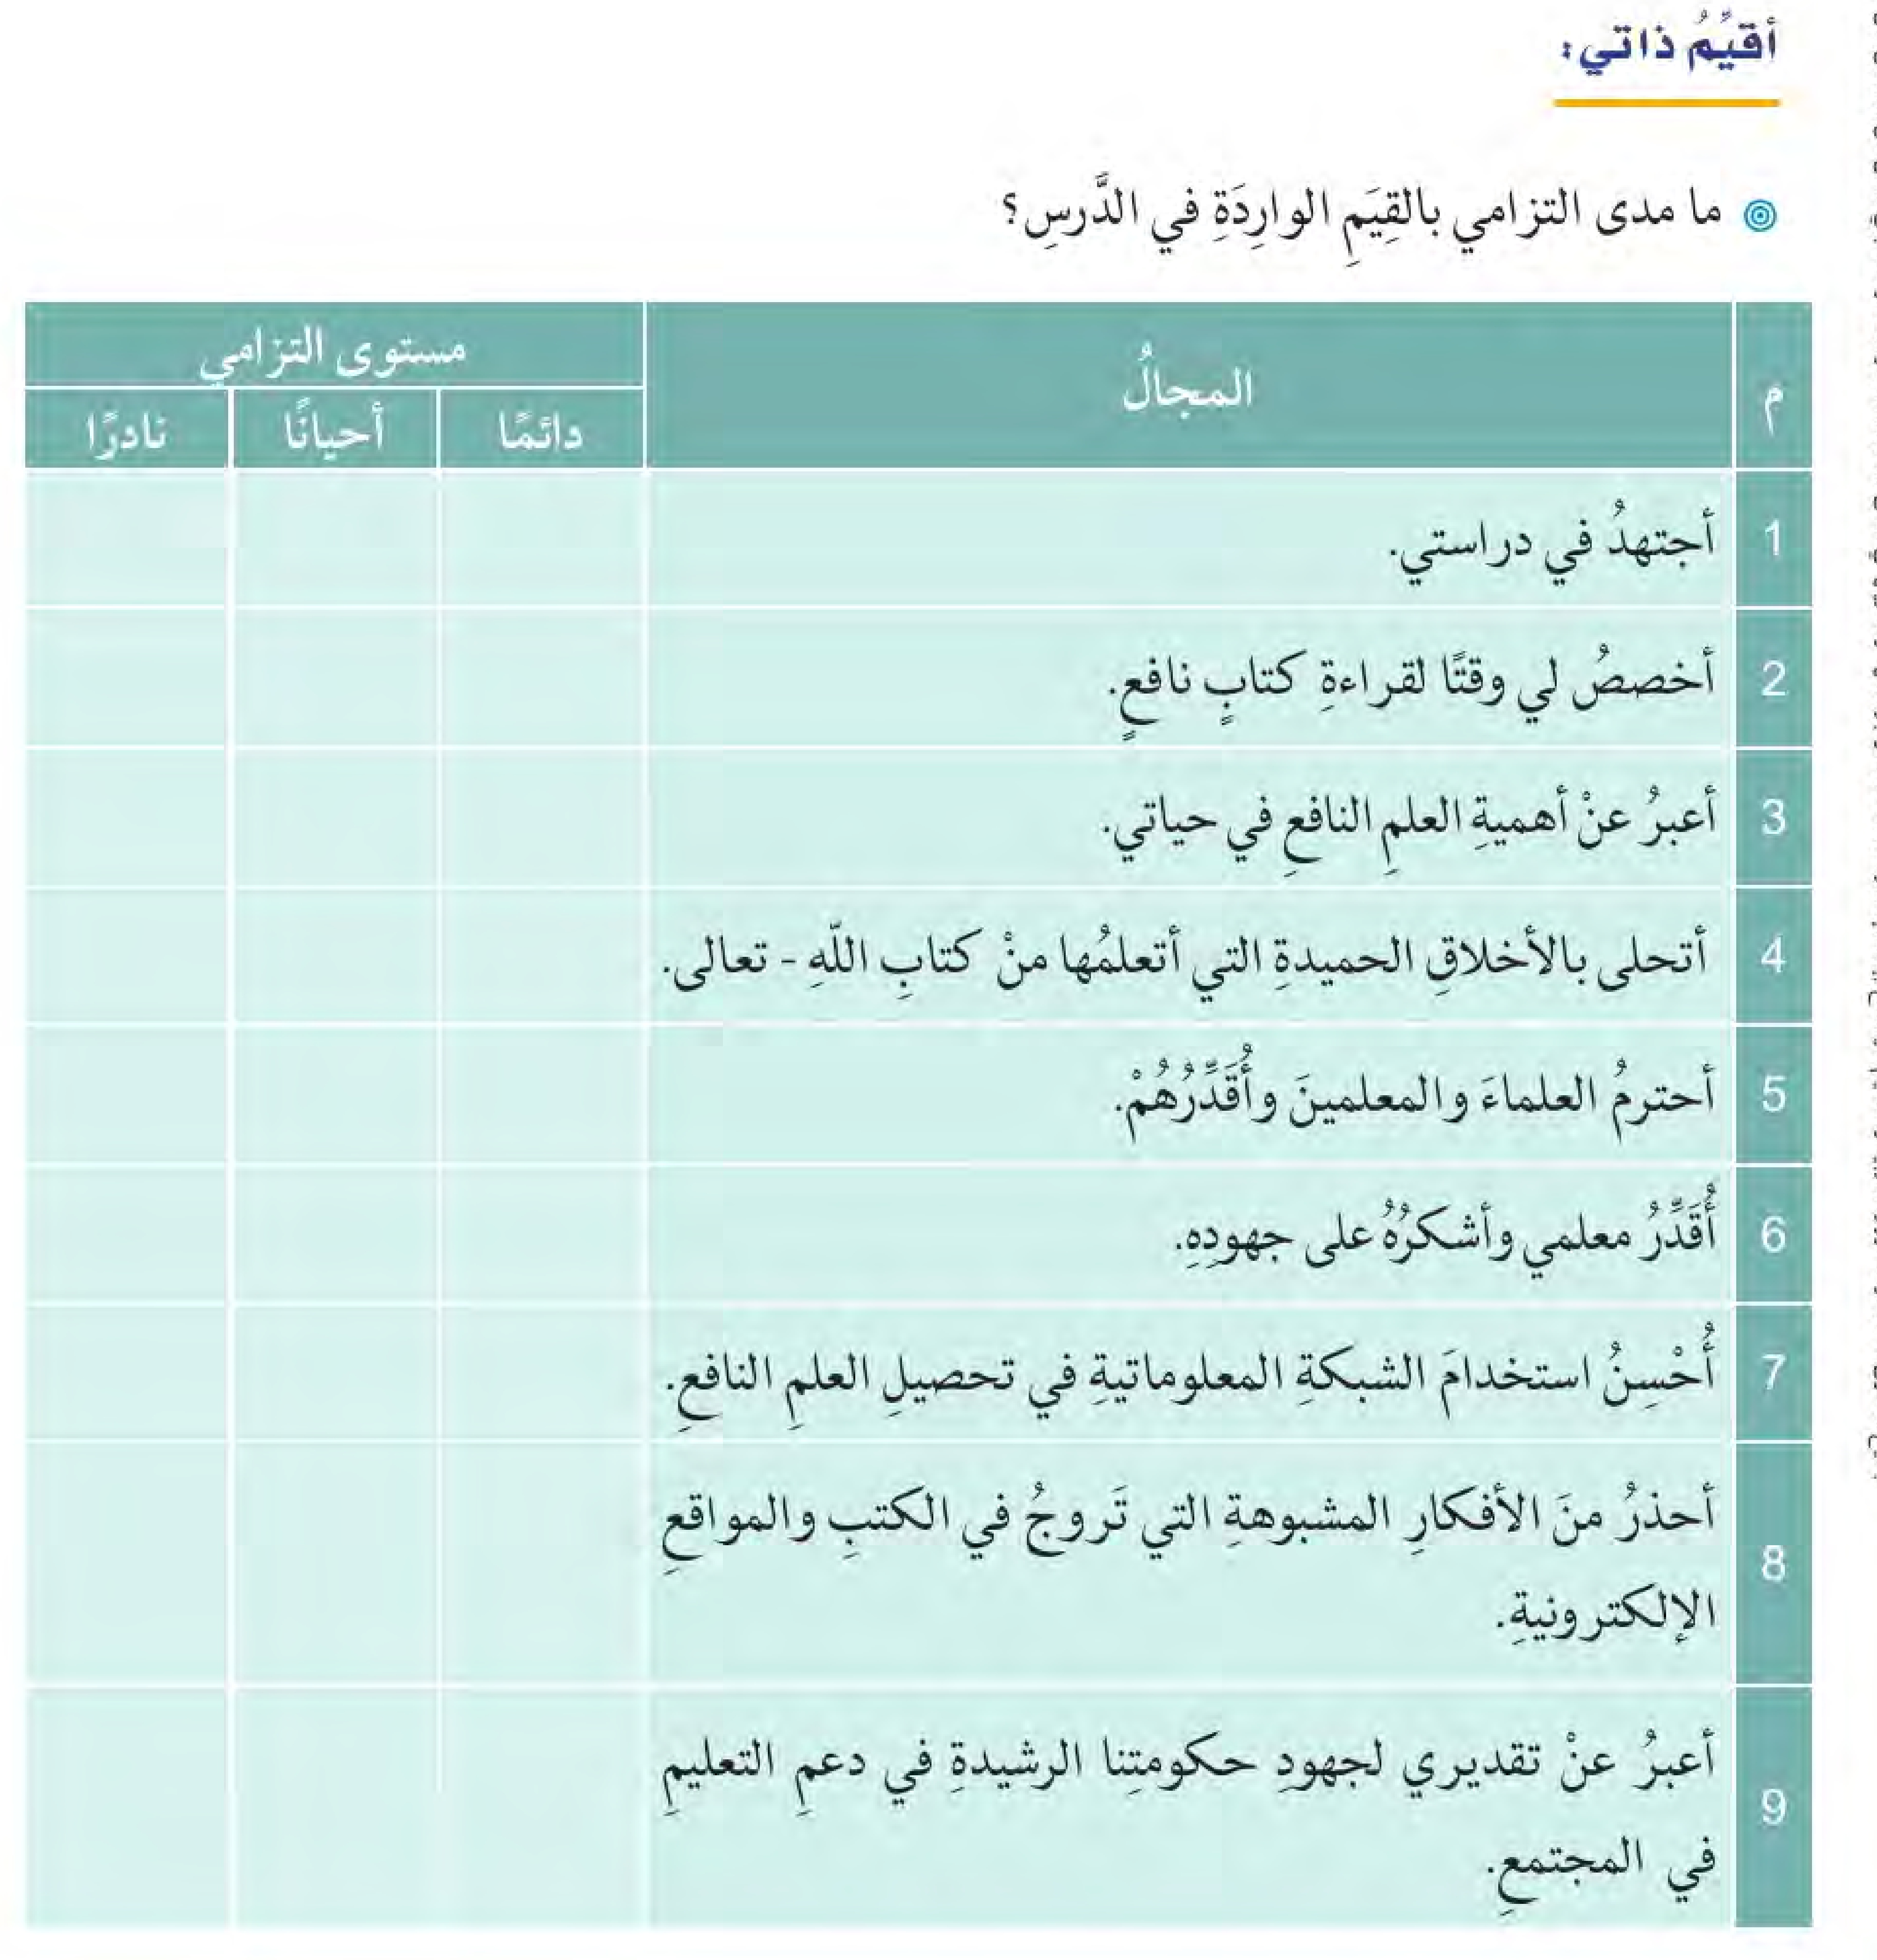 أقيِّمُ ذاتي:
ما مدى التزامي بالقِيَمِ الوارِدَةِ في الدَّرسِ؟
م
المجالُ
مستوى التزامي
دائمًا
أحيانًا
نادرًا
1 أجتهدُ في دراستي.
2 أخصصُ لي وقتًا لقراءةِ كتابٍ نافعٍ.
3 أعبرُ عنْ أهميةِ العلمِ النافعِ في حياتي.
4 أتحلى بالأخلاقِ الحميدةِ التي أتعلمُها منْ كتابِ اللّهِ - تعالى.
5 أحترمُ العلماءَ والمعلمينَ وأُقَدِّرُهُمْ.
6 أُقَدِّرُ معلمي وأشكرُهُ على جهودِهِ.
7 أُحْسِنُ استخدامَ الشبكةِ المعلوماتيةِ في تحصيلِ العلمِ النافعِ.
8 أحذرُ منَ الأفكارِ المشبوهةِ التي تَروجُ في الكتبِ والمواقعِ
الإلكترونيةِ.
9 أعبرُ عنْ تقديري لجهودِ حكومتِنا الرشيدةِ في دعمِ التعليمِ
في المجتمعِ.